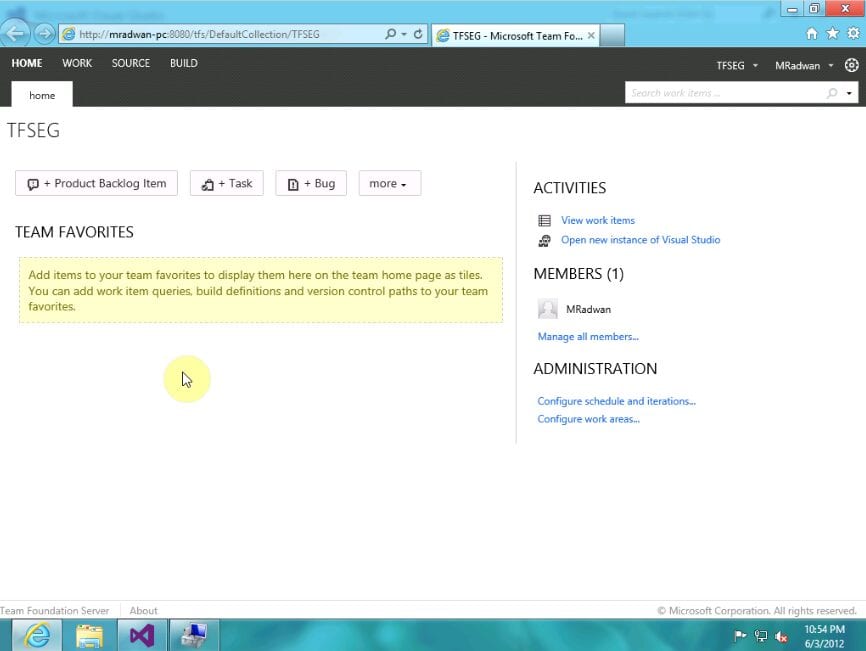 http://mradwan-pc:8080/tfs/DefaultCollection/TFSEG
TFSEG - Microsoft Team Fo...
HOME WORK SOURCE BUILD
TFSEG MRadwan
home
Search work items ...
TFSEG
+ Product Backlog Item + Task + Bug more
TEAM FAVORITES
Add items to your team favorites to display them here on the team home page as tiles.
You can add work item queries, build definitions and version control paths to your team
favorites.
ACTIVITIES
View work items
Open new instance of Visual Studio
MEMBERS (1)
MRadwan
Manage all members...
ADMINISTRATION
Configure schedule and iterations...
Configure work areas...
Team Foundation Server About
© Microsoft Corporation. All rights reserved.
10:54 PM
6/3/2012